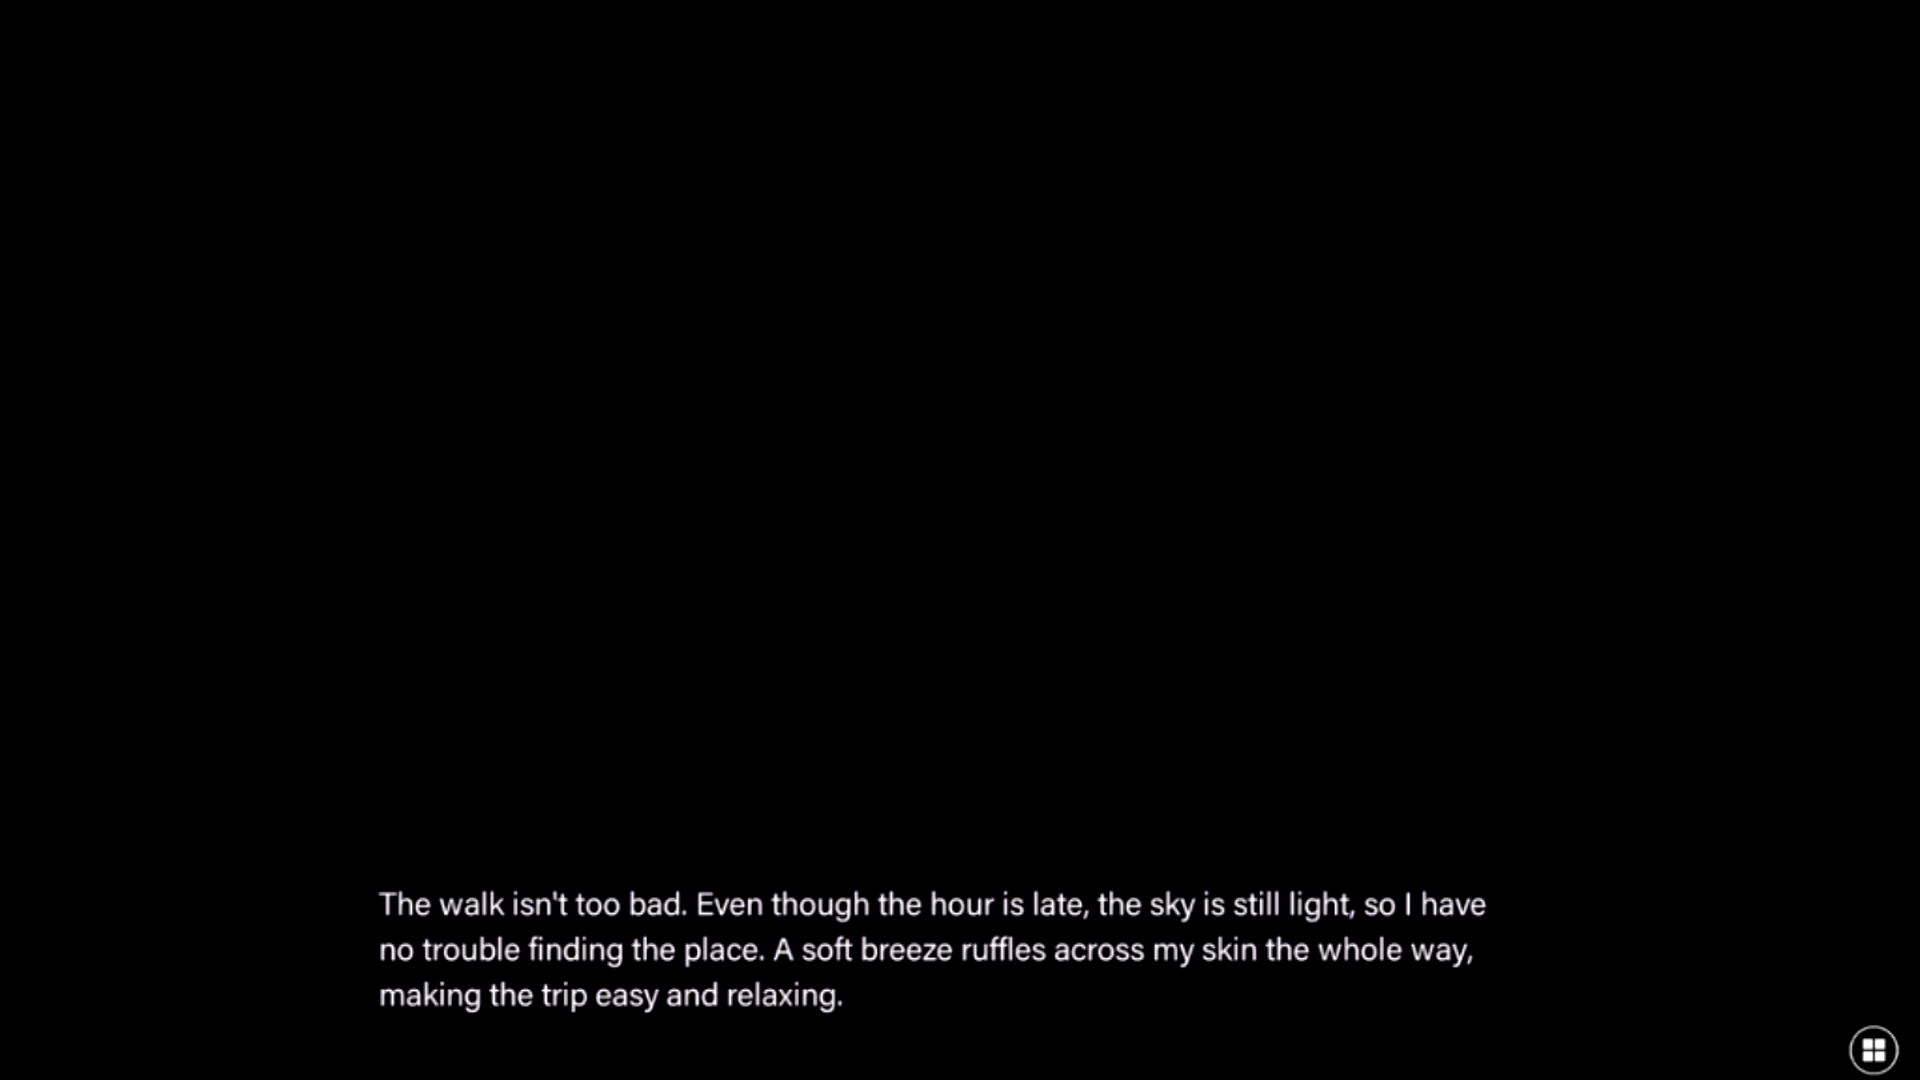 The walk isn't too bad. Even though the hour is late, the sky is still light, so I have
no trouble finding the place. A soft breeze ruffles across my skin the whole way,
making the trip easy and relaxing.